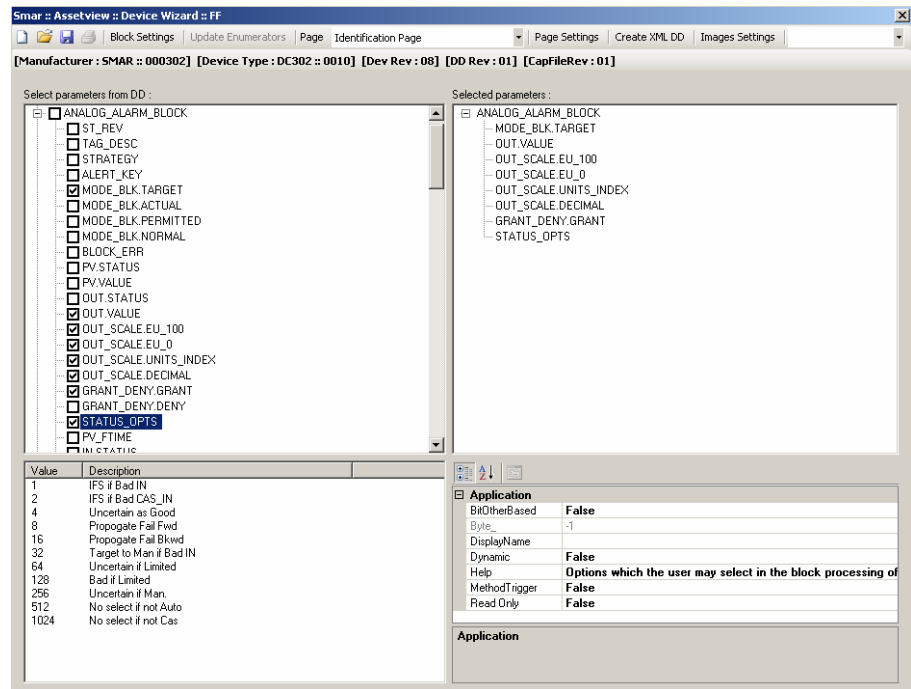 Smar :: Assetview :: Device Wizard :: FF
Block Settings Update Enumerators Page Identification Page Page Settings Create XML DD Images Settings
[Manufacturer : SMAR :: 000302] [Device Type : DC302 :: 0010] [Dev Rev : 08] [DD Rev : 01] [CapFileRev : 01]
Select parameters from DD :
ANALOG_ALARM_BLOCK
ST_REV
TAG_DESC
STRATEGY
ALERT_KEY
MODE_BLK.TARGET
MODE_BLK.ACTUAL
MODE_BLK.PERMITTED
MODE_BLK.NORMAL
BLOCK_ERR
PV.STATUS
PV.VALUE
OUT.STATUS
OUT.VALUE
OUT_SCALE.EU_100
OUT_SCALE.EU_0
OUT_SCALE.UNITS_INDEX
OUT_SCALE.DECIMAL
GRANT_DENY.GRANT
GRANT_DENY.DENY
STATUS_OPTS
PV_FTIME
IN.STATUS
Selected parameters :
ANALOG_ALARM_BLOCK
MODE_BLK.TARGET
OUT.VALUE
OUT_SCALE.EU_100
OUT_SCALE.EU_0
OUT_SCALE.UNITS_INDEX
OUT_SCALE.DECIMAL
GRANT_DENY.GRANT
STATUS_OPTS
Value Description
1 IFS if Bad IN
2 IFS if Bad CAS_IN
4 Uncertain as Good
8 Propogate Fail Fwd
16 Propogate Fail Bkwd
32 Target to Man if Bad IN
64 Uncertain if Limited
128 Bad if Limited
256 Uncertain if Man.
512 No select if not Auto
1024 No select if not Cas
Application
BitOtherBased False
Byte_ -1
DisplayName
Dynamic False
Help Options which the user may select in the block processing of
MethodTrigger False
Read Only False
Application